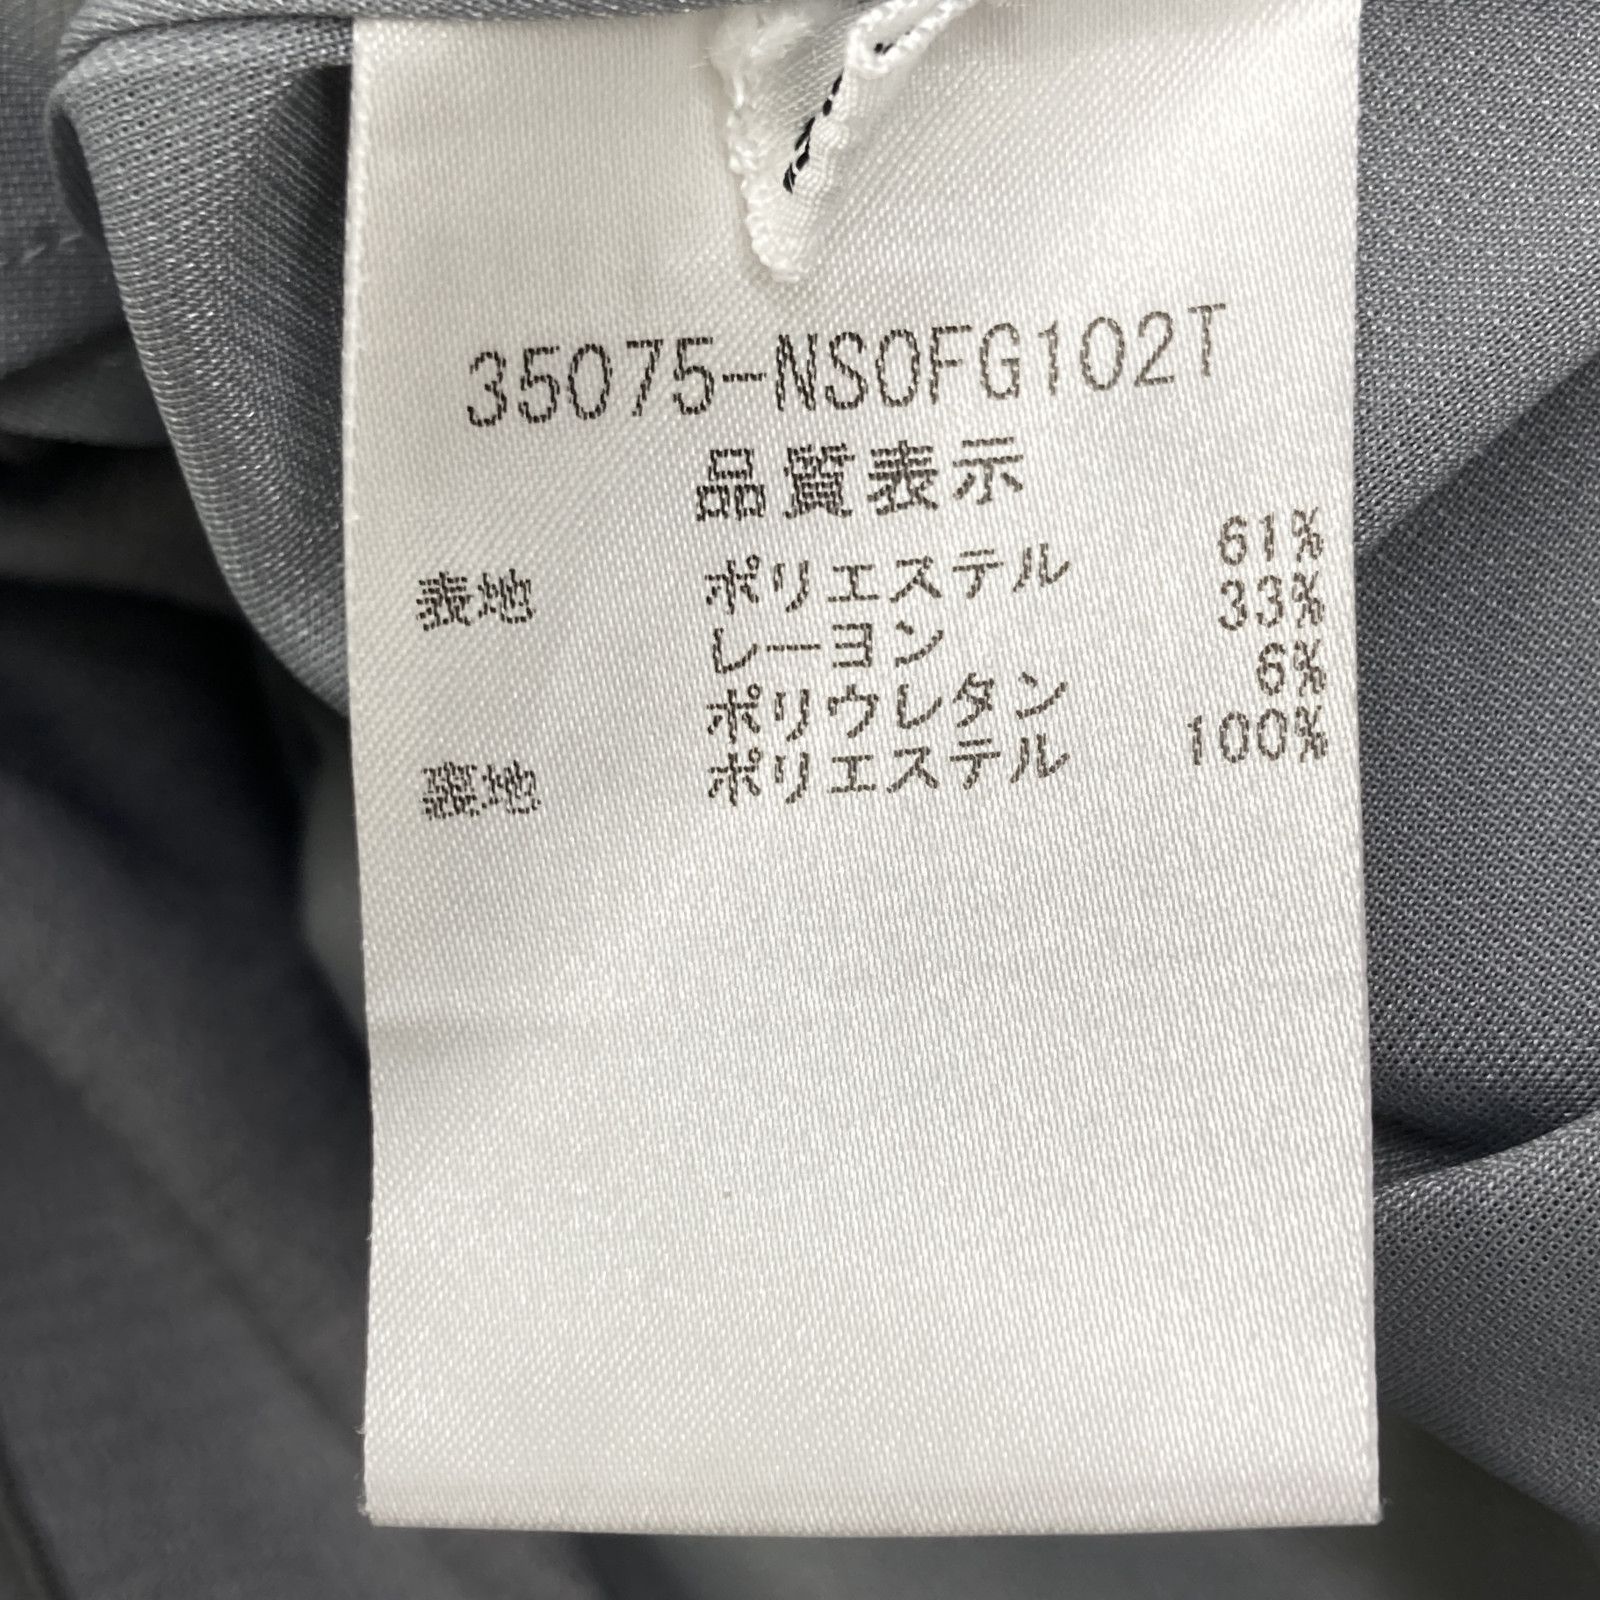 35075-NSOFG102T
品質表示
表地 ポリエステル 61%
レーヨン 33%
ポリウレタン 6%
裏地 ポリエステル 100%